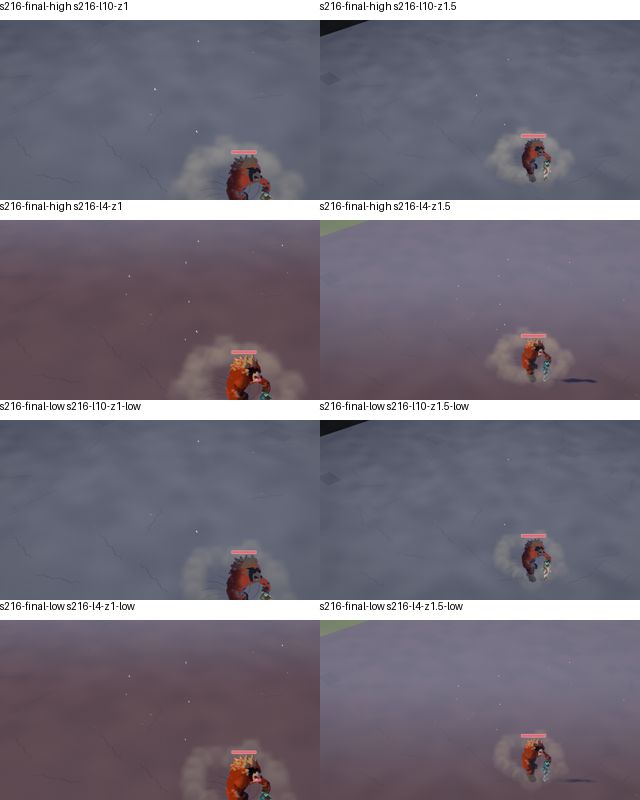 s216-final-high s216-l10-z1
s216-final-high s216-l10-z1.5
s216-final-high s216-l4-z1
s216-final-high s216-l4-z1.5
s216-final-low s216-l10-z1-low
s216-final-low s216-l10-z1.5-low
s216-final-low s216-l4-z1-low
s216-final-low s216-l4-z1.5-low